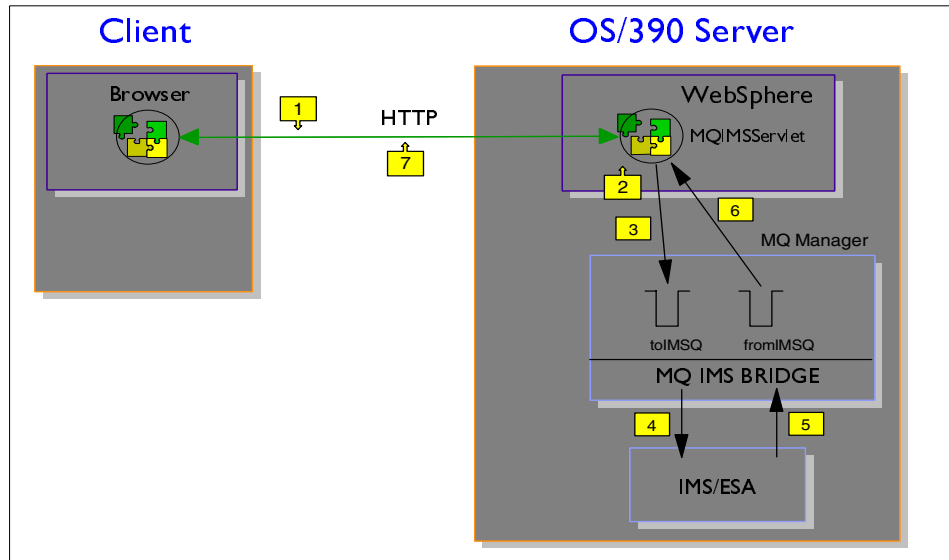 Client
OS/390 Server
Browser
WebSphere
1
HTTP
MQIMSServlet
7
2
6
3
MQ Manager
toIMSQ
fromIMSQ
MQ IMS BRIDGE
4
5
IMS/ESA